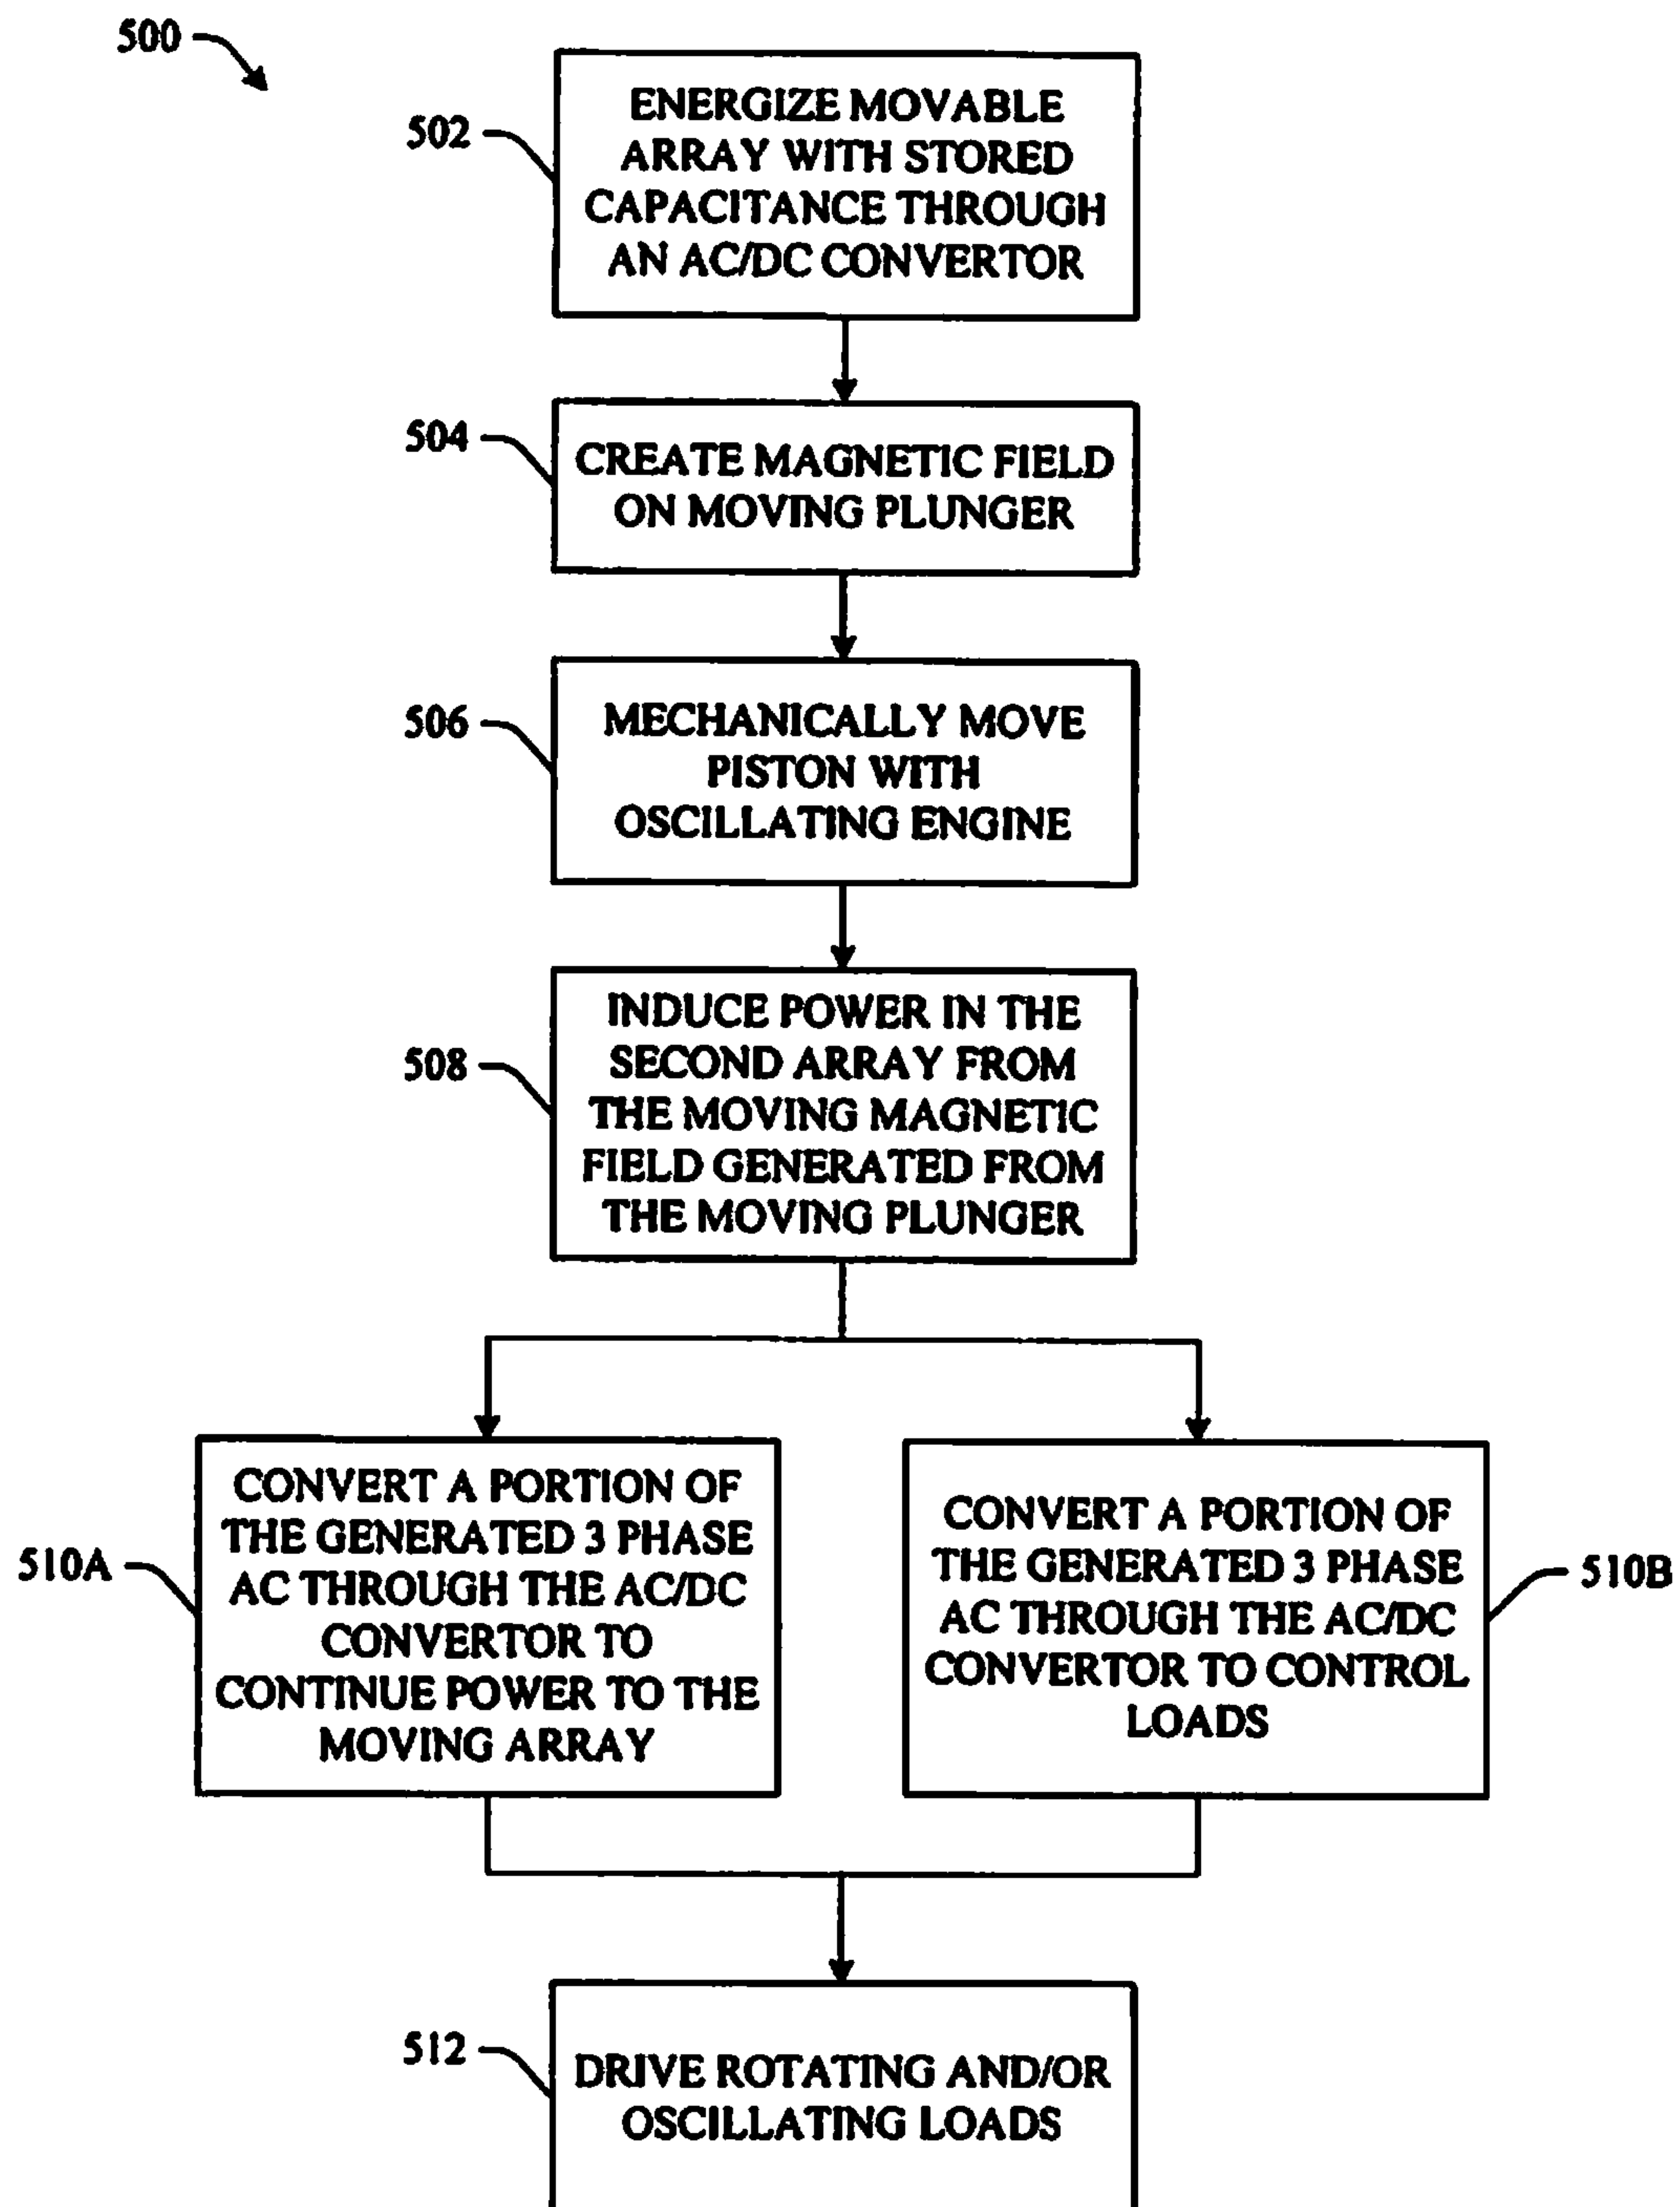 500
502
ENERGIZE MOVABLE
ARRAY WITH STORED
CAPACITANCE THROUGH
AN AC/DC CONVERTOR
504
CREATE MAGNETIC FIELD
ON MOVING PLUNGER
506
MECHANICALLY MOVE
PISTON WITH
OSCILLATING ENGINE
508
INDUCE POWER IN THE
SECOND ARRAY FROM
THE MOVING MAGNETIC
FIELD GENERATED FROM
THE MOVING PLUNGER
510A
CONVERT A PORTION OF
THE GENERATED 3 PHASE
AC THROUGH THE AC/DC
CONVERTOR TO
CONTINUE POWER TO THE
MOVING ARRAY
CONVERT A PORTION OF
THE GENERATED 3 PHASE
AC THROUGH THE AC/DC
CONVERTOR TO CONTROL
LOADS
510B
512
DRIVE ROTATING AND/OR
OSCILLATING LOADS